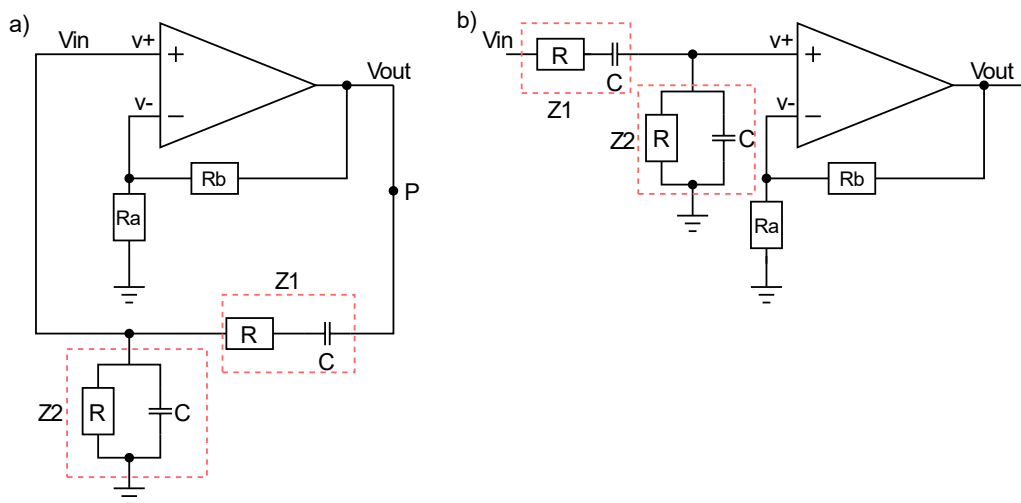 a)
Vin
v+
+
Vout
v-
−
Rb
P
Ra
Z1
R
C
Z2
R
C
b)
Vin
R
C
Z1
v+
+
Vout
v-
−
Z2
R
C
Rb
Ra